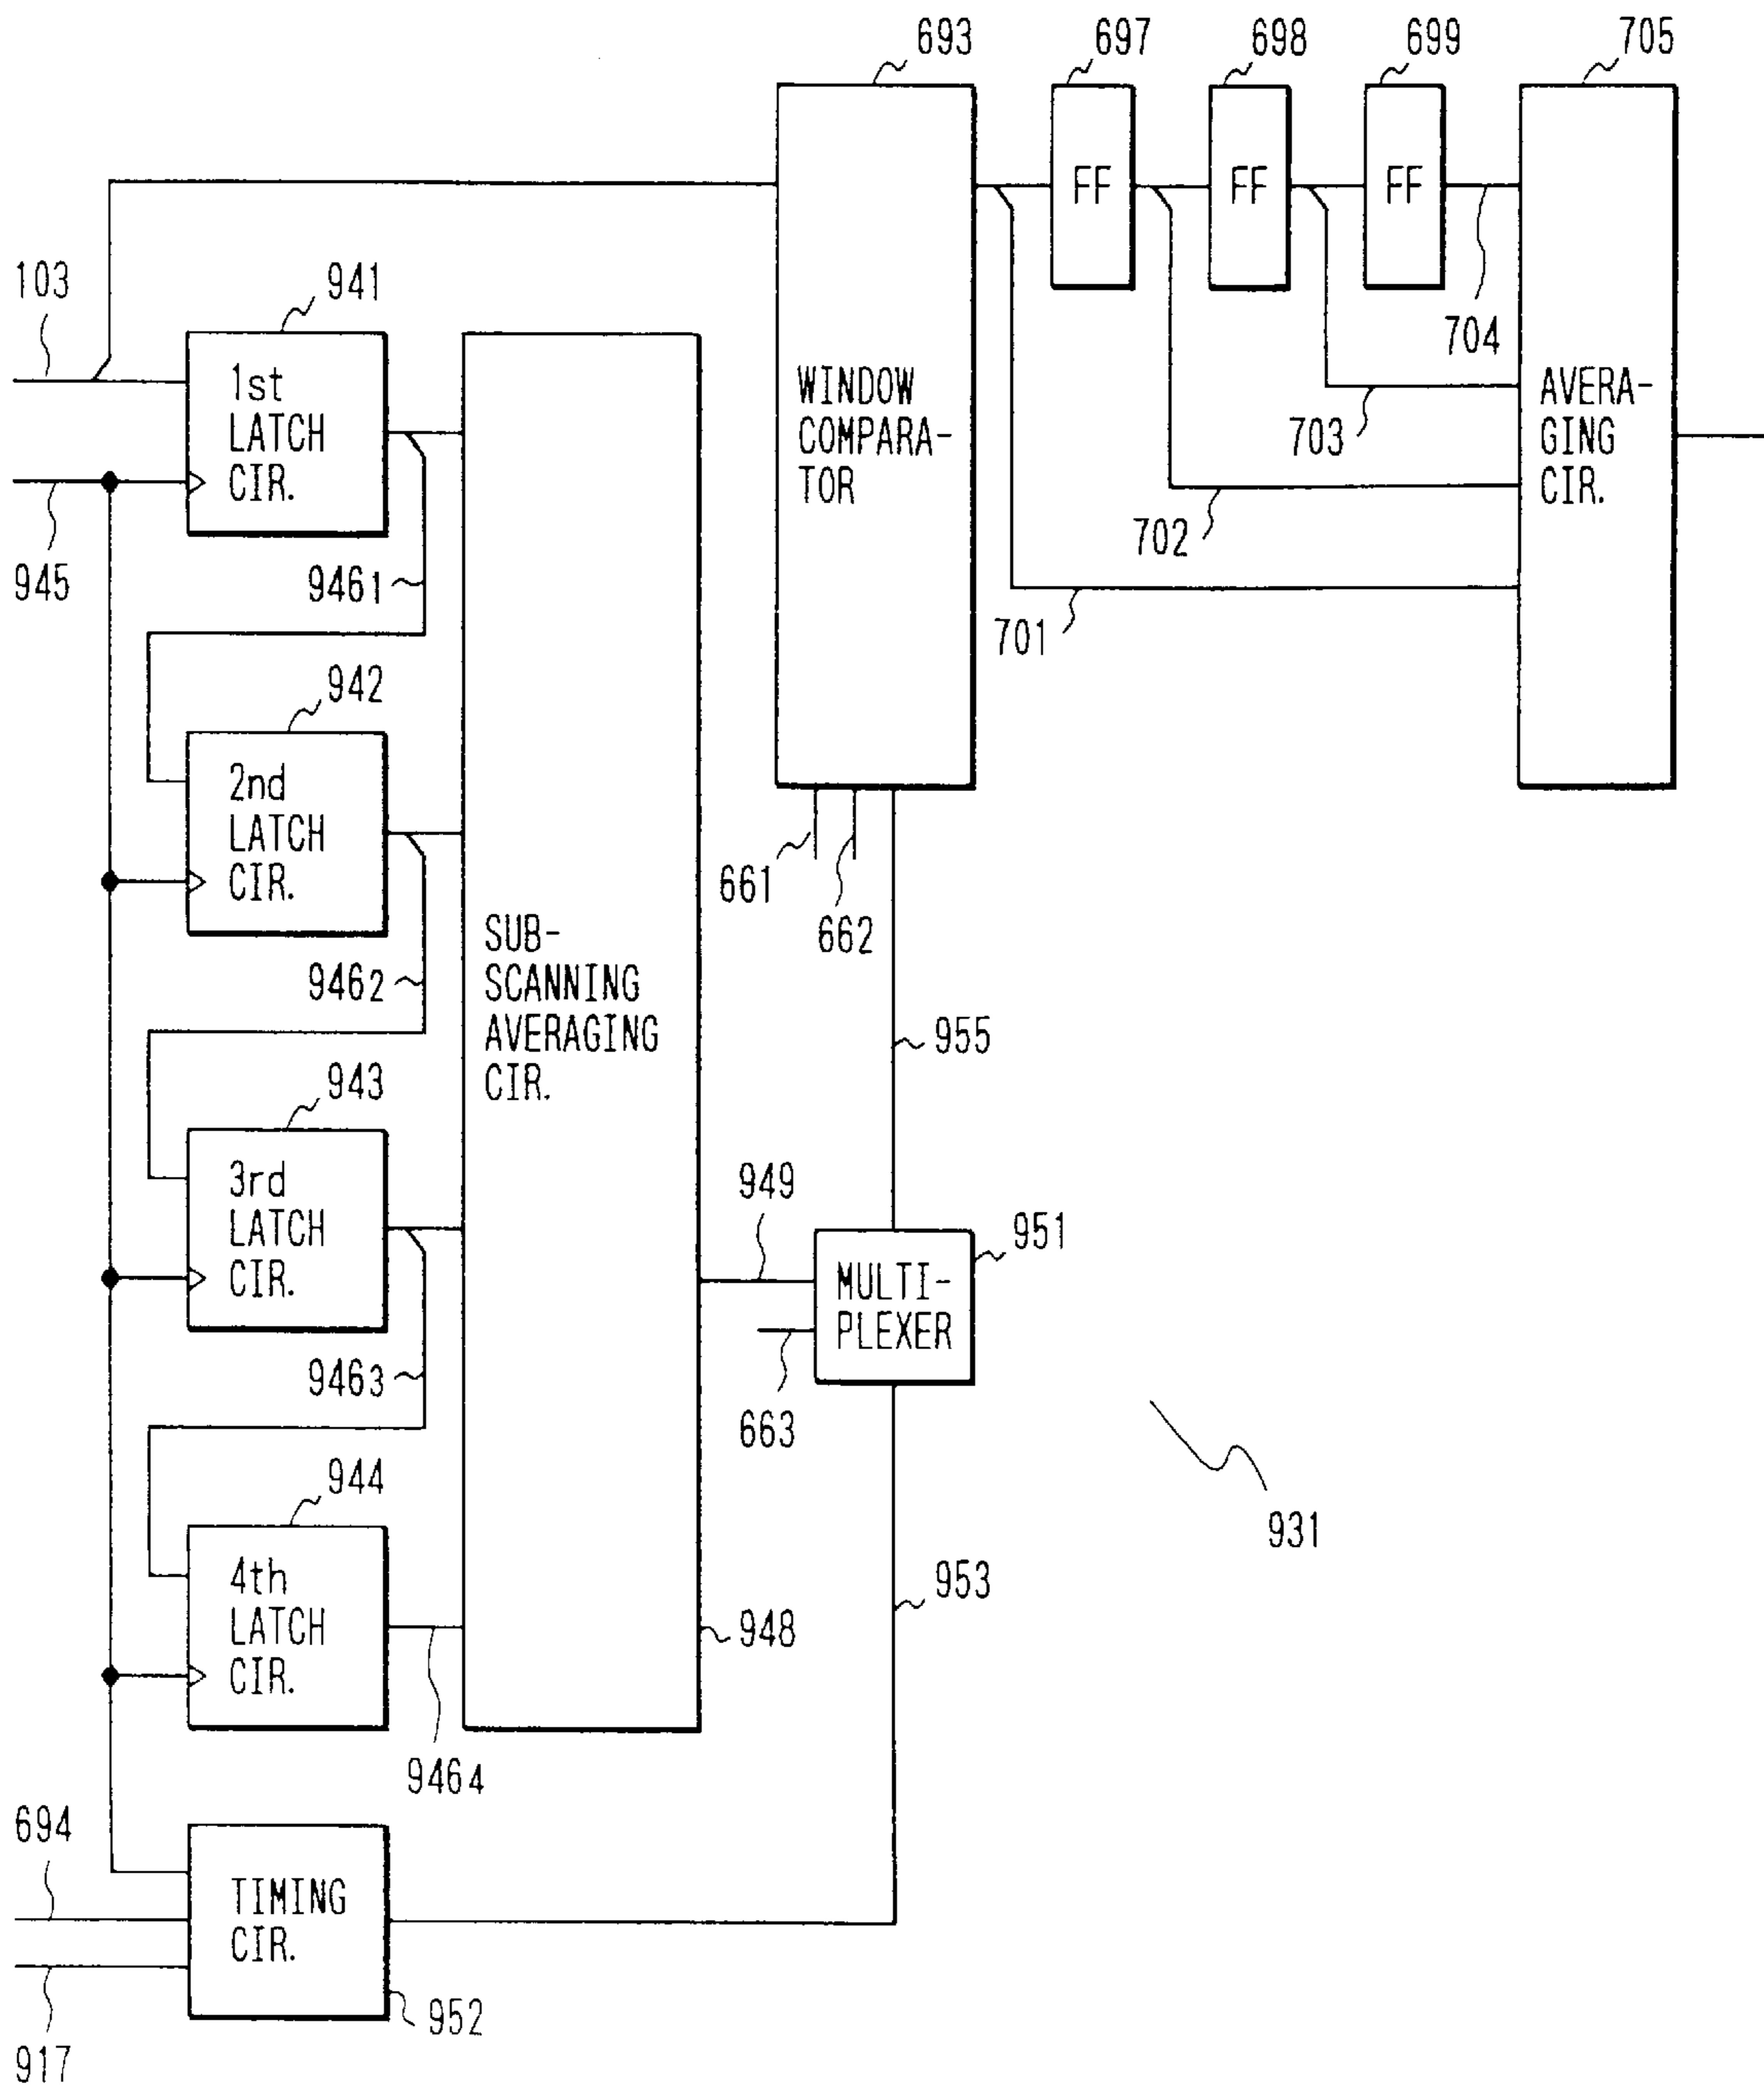 693
697
698
699
705
FF
FF
FF
103
941
704
1st
LATCH
CIR.
WINDOW
COMPARA-
TOR
AVERA-
GING
CIR.
703
702
945
9461
701
942
2nd
LATCH
CIR.
661
662
SUB-
SCANNING
AVERAGING
CIR.
9462
955
943
3rd
LATCH
CIR.
949
951
MULTI-
PLEXER
9463
663
944
931
4th
LATCH
CIR.
953
948
9464
694
TIMING
CIR.
952
917